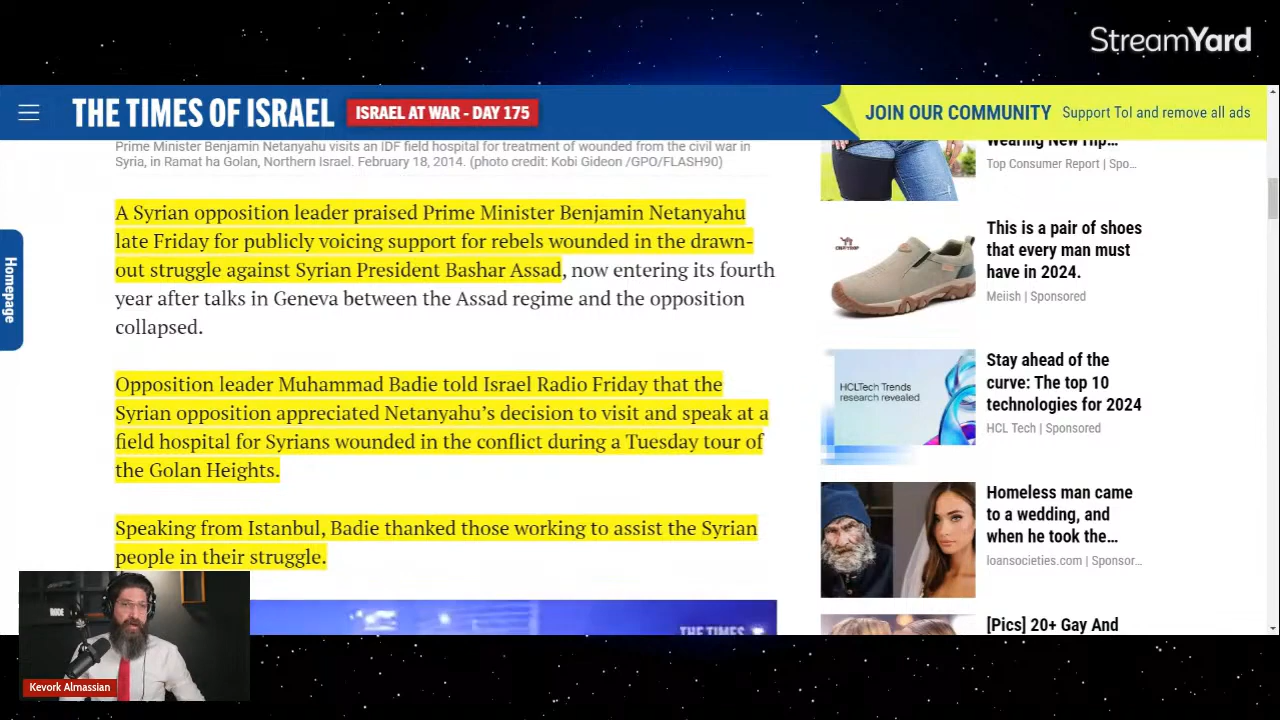 StreamYard
THE TIMES OF ISRAEL
ISRAEL AT WAR - DAY 175
JOIN OUR COMMUNITY
Support ToI and remove all ads
Homepage
Prime Minister Benjamin Netanyahu visits an IDF field hospital for treatment of wounded from the civil war in
Syria, in Ramat ha Golan, Northern Israel. February 18, 2014. (photo credit: Kobi Gideon /GPO/FLASH90)
A Syrian opposition leader praised Prime Minister Benjamin Netanyahu
late Friday for publicly voicing support for rebels wounded in the drawn-
out struggle against Syrian President Bashar Assad, now entering its fourth
year after talks in Geneva between the Assad regime and the opposition
collapsed.
Opposition leader Muhammad Badie told Israel Radio Friday that the
Syrian opposition appreciated Netanyahu's decision to visit and speak at a
field hospital for Syrians wounded in the conflict during a Tuesday tour of
the Golan Heights.
Speaking from Istanbul, Badie thanked those working to assist the Syrian
people in their struggle.
THE TIMES
Wearing New Hip...
Top Consumer Report | Spo...
This is a pair of shoes
that every man must
have in 2024.
Meiish | Sponsored
HCLTech Trends
research revealed
Stay ahead of the
curve: The top 10
technologies for 2024
HCL Tech | Sponsored
Homeless man came
to a wedding, and
when he took the...
loansocieties.com | Sponsor...
[Pics] 20+ Gay And
Kevork Almassian